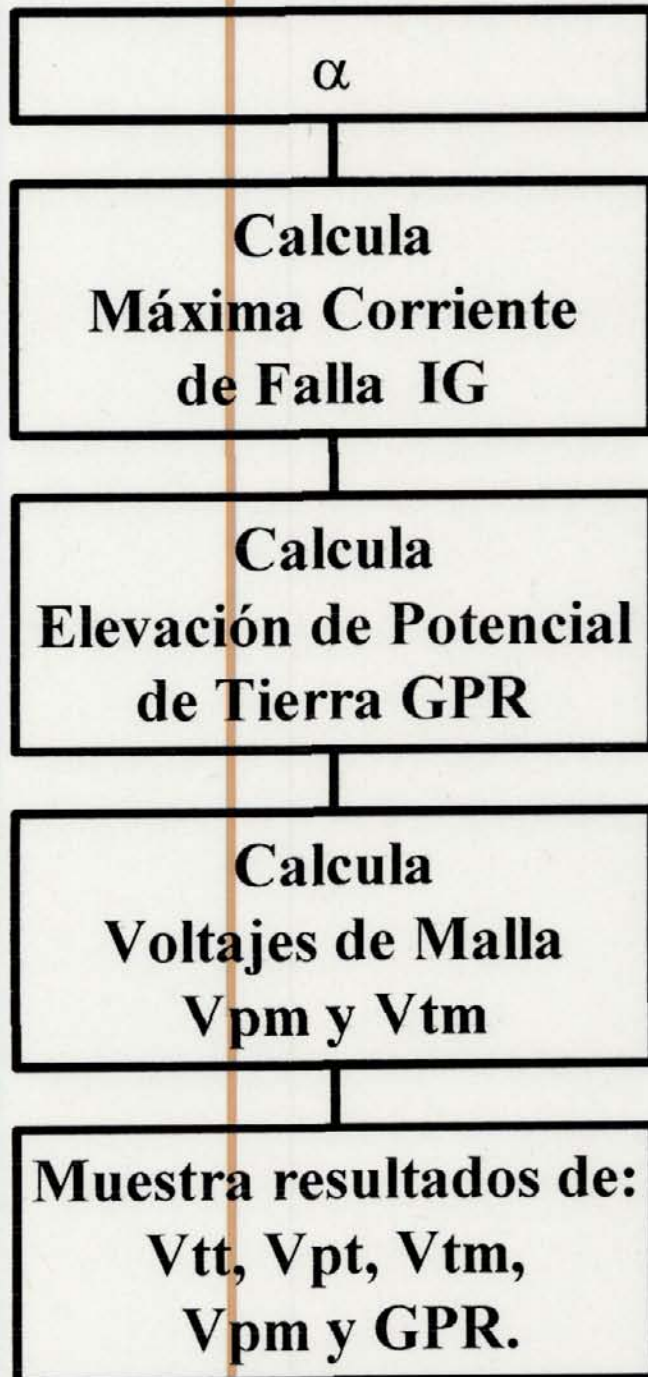 α
Calcula
Máxima Corriente
de Falla IG
Calcula
Elevación de Potencial
de Tierra GPR
Calcula
Voltajes de Malla
Vpm y Vtm
Muestra resultados de:
Vtt, Vpt, Vtm,
Vpm y GPR.